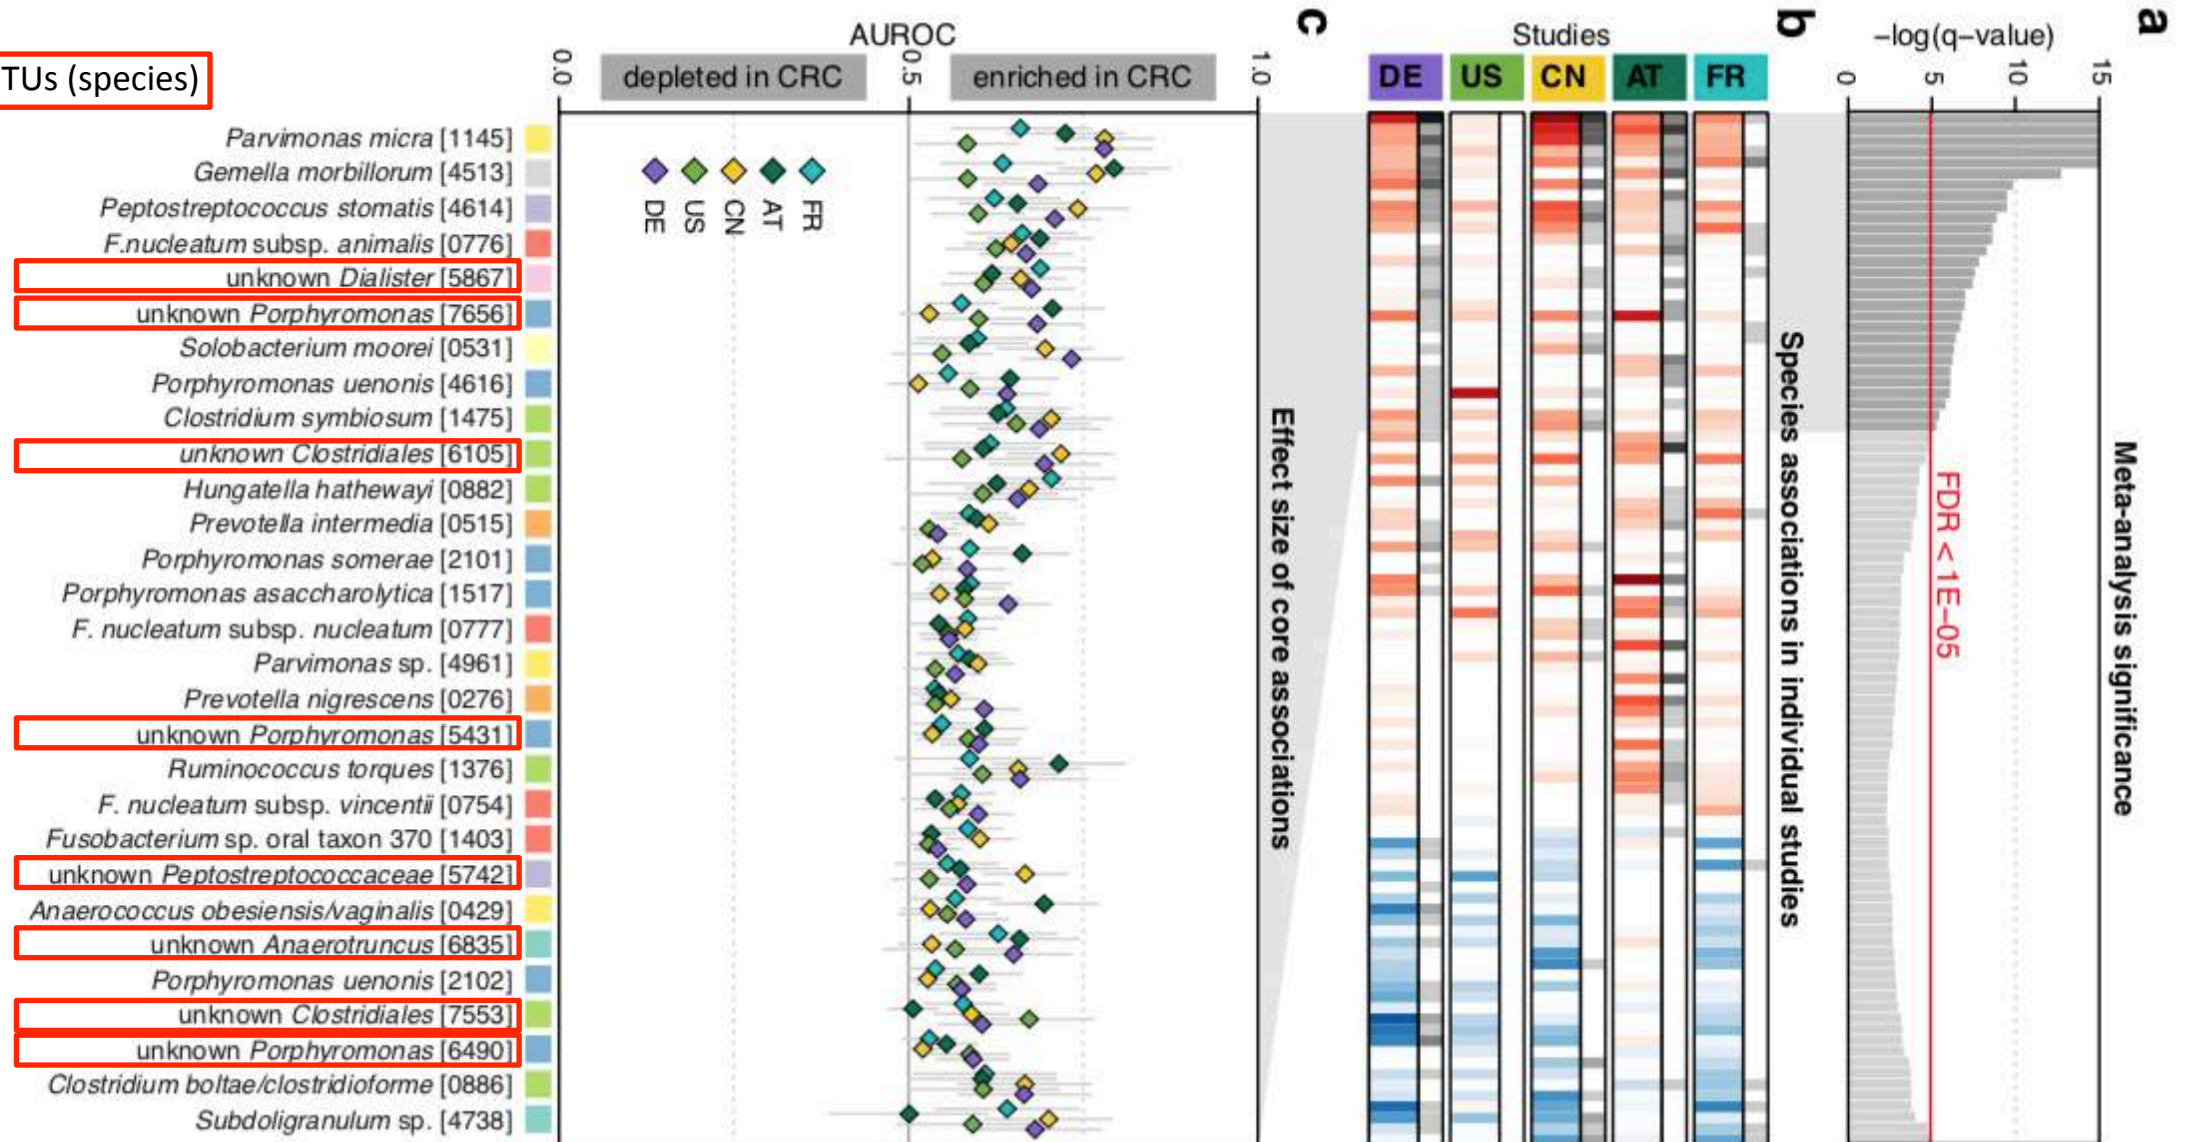 TUs (species)
Parvimonas micra [1145]
Gemella morbillorum [4513]
Peptostreptococcus stomatis [4614]
F.nucleatum subsp. animalis [0776]
unknown Dialister [5867]
unknown Porphyromonas [7656]
Solobacterium moorei [0531]
Porphyromonas uenonis [4616]
Clostridium symbiosum [1475]
unknown Clostridiales [6105]
Hungatella hathewayi [0882]
Prevotella intermedia [0515]
Porphyromonas somerae [2101]
Porphyromonas asaccharolytica [1517]
F. nucleatum subsp. nucleatum [0777]
Parvimonas sp. [4961]
Prevotella nigrescens [0276]
unknown Porphyromonas [5431]
Ruminococcus torques [1376]
F. nucleatum subsp. vincentii [0754]
Fusobacterium sp. oral taxon 370 [1403]
unknown Peptostreptococcaceae [5742]
Anaerococcus obesiensis/vaginalis [0429]
unknown Anaerotruncus [6835]
Porphyromonas uenonis [2102]
unknown Clostridiales [7553]
unknown Porphyromonas [6490]
Clostridium boltae/clostridioforme [0886]
Subdoligranulum sp. [4738]
c
AUROC
0.0
0.5
1.0
depleted in CRC
enriched in CRC
DE
US
CN
AT
FR
Effect size of core associations
b
Studies
DE
US
CN
AT
FR
Species associations in individual studies
a
−log(q−value)
0
5
10
15
FDR < 1E−05
Meta-analysis significance